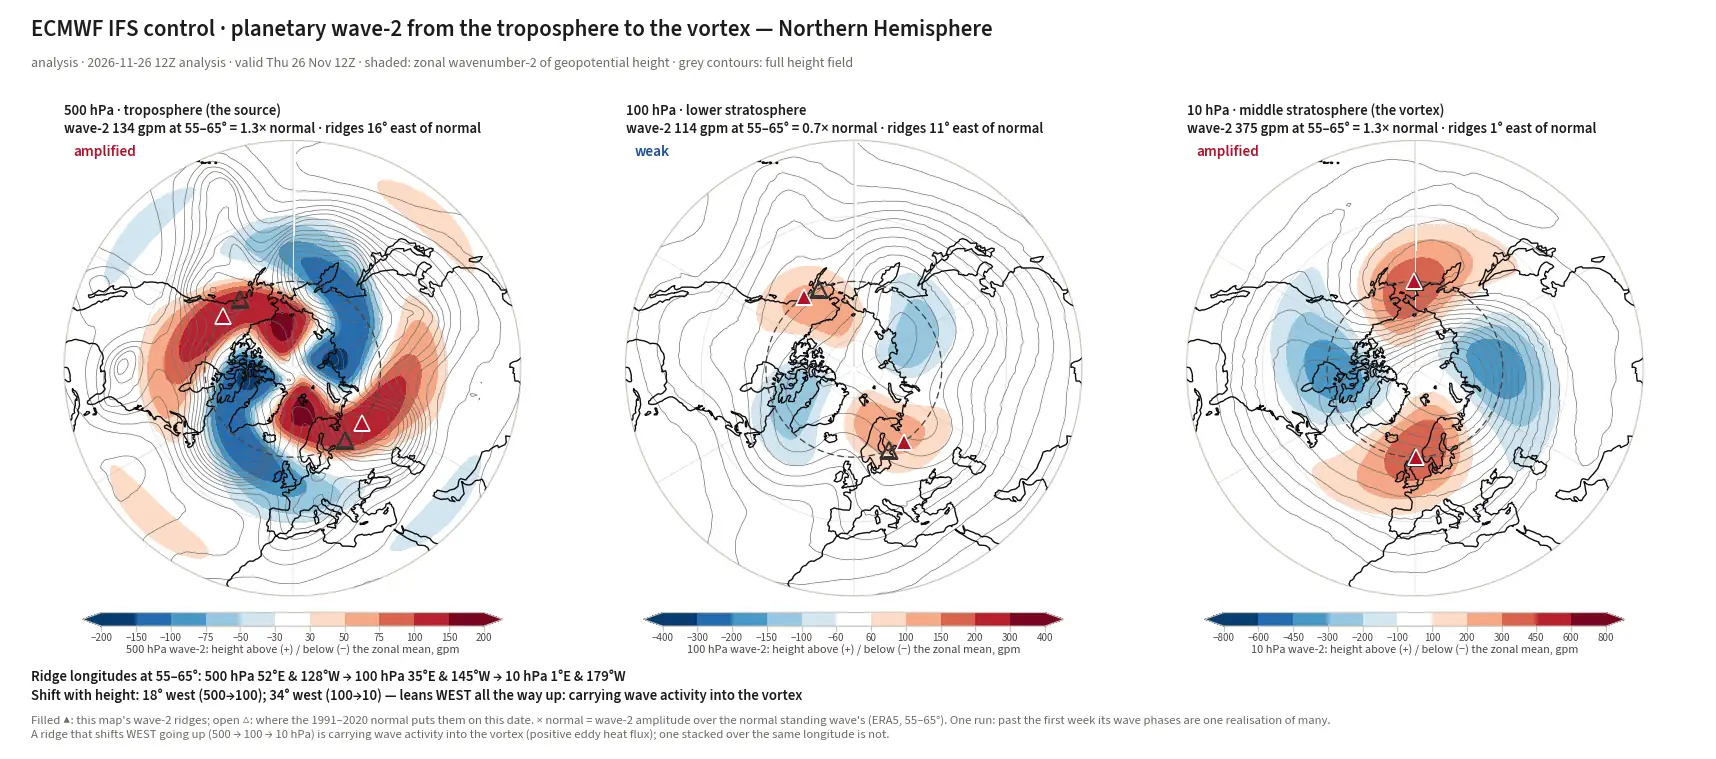 ECMWF IFS control · planetary wave-2 from the troposphere to the vortex — Northern Hemisphere
analysis · 2026-11-26 12Z analysis · valid Thu 26 Nov 12Z · shaded: zonal wavenumber-2 of geopotential height · grey contours: full height field
500 hPa · troposphere (the source)
wave-2 134 gpm at 55–65° = 1.3× normal · ridges 16° east of normal
amplified
100 hPa · lower stratosphere
wave-2 114 gpm at 55–65° = 0.7× normal · ridges 11° east of normal
weak
10 hPa · middle stratosphere (the vortex)
wave-2 375 gpm at 55–65° = 1.3× normal · ridges 1° east of normal
amplified
−200 −150 −100 −75 −50 −30 30 50 75 100 150 200
500 hPa wave-2: height above (+) / below (−) the zonal mean, gpm
−400 −300 −200 −150 −100 −60 60 100 150 200 300 400
100 hPa wave-2: height above (+) / below (−) the zonal mean, gpm
−800 −600 −450 −300 −200 −100 100 200 300 450 600 800
10 hPa wave-2: height above (+) / below (−) the zonal mean, gpm
Ridge longitudes at 55–65°: 500 hPa 52°E & 128°W → 100 hPa 35°E & 145°W → 10 hPa 1°E & 179°W
Shift with height: 18° west (500→100); 34° west (100→10) — leans WEST all the way up: carrying wave activity into the vortex
Filled ▲: this map's wave-2 ridges; open △: where the 1991–2020 normal puts them on this date. × normal = wave-2 amplitude over the normal standing wave's (ERA5, 55–65°). One run: past the first week its wave phases are one realisation of many.
A ridge that shifts WEST going up (500 → 100 → 10 hPa) is carrying wave activity into the vortex (positive eddy heat flux); one stacked over the same longitude is not.